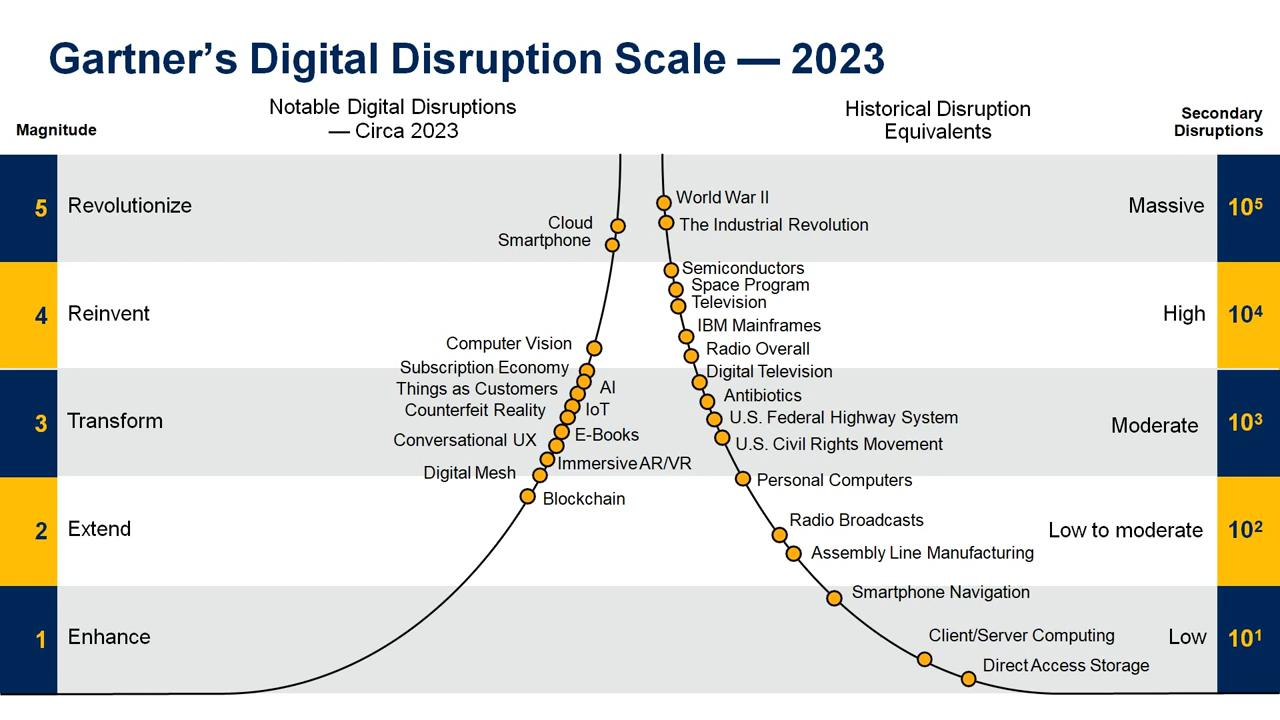 Gartner’s Digital Disruption Scale — 2023
Notable Digital Disruptions
— Circa 2023
Historical Disruption
Equivalents
Magnitude
Secondary
Disruptions
5
Revolutionize
Cloud
Smartphone
World War II
The Industrial Revolution
Massive
10⁵
4
Reinvent
Computer Vision
Semiconductors
Space Program
Television
IBM Mainframes
Radio Overall
High
10⁴
3
Transform
Subscription Economy
AI
Things as Customers
IoT
Counterfeit Reality
E-Books
Conversational UX
Immersive AR/VR
Digital Mesh
Digital Television
Antibiotics
U.S. Federal Highway System
U.S. Civil Rights Movement
Moderate
10³
2
Extend
Blockchain
Personal Computers
Radio Broadcasts
Assembly Line Manufacturing
Low to moderate
10²
1
Enhance
Smartphone Navigation
Client/Server Computing
Direct Access Storage
Low
10¹